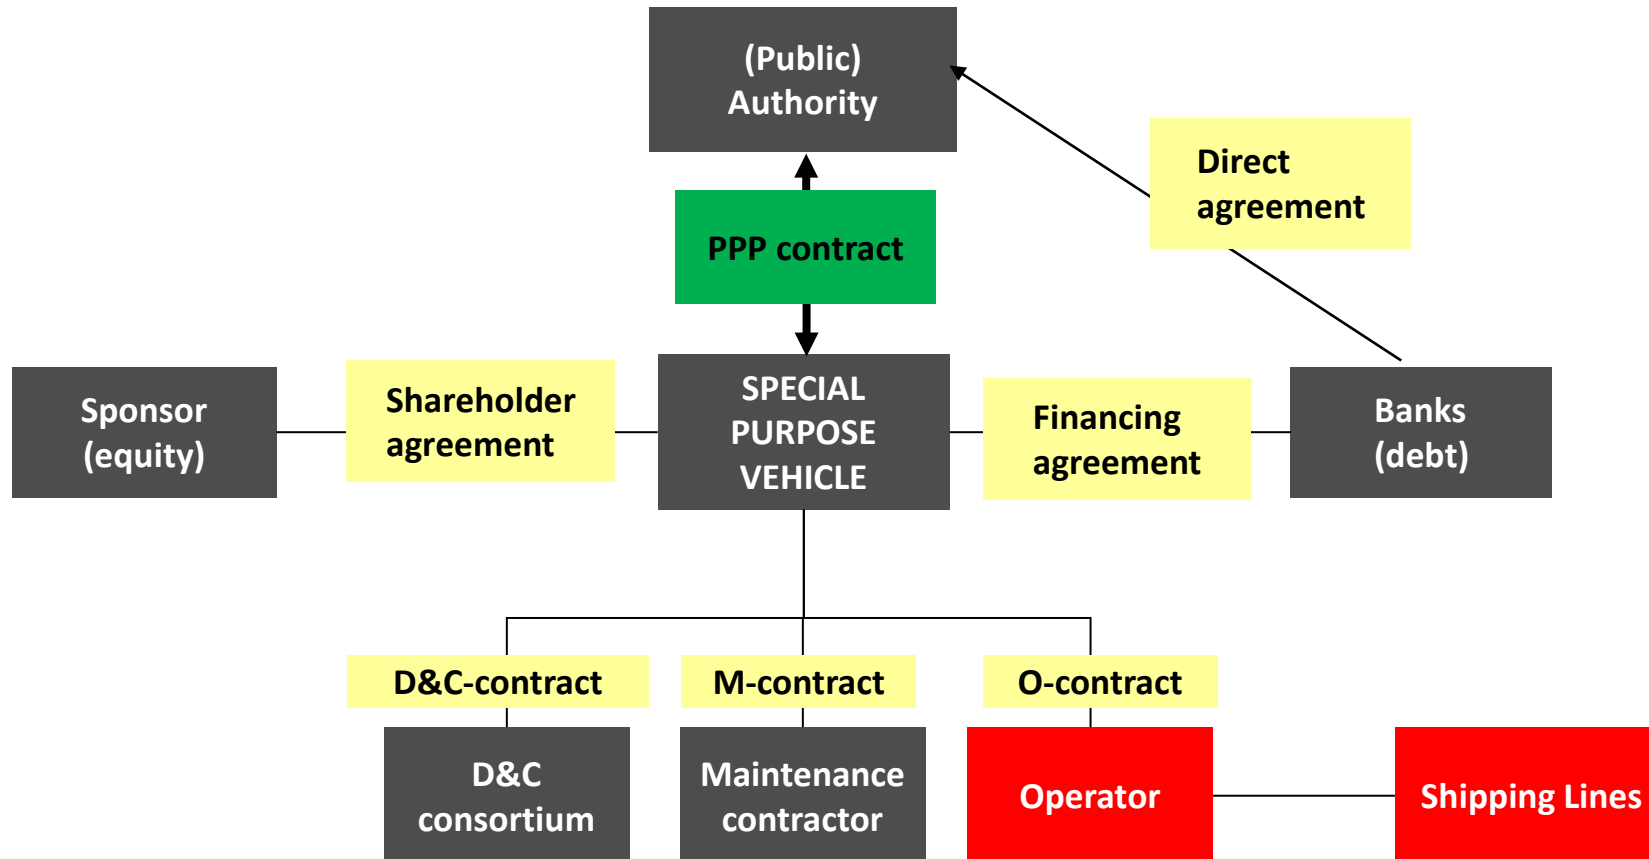 (Public)
Authority
Direct
agreement
PPP contract
Sponsor
(equity)
Shareholder
agreement
SPECIAL
PURPOSE
VEHICLE
Financing
agreement
Banks
(debt)
D&C-contract
M-contract
O-contract
D&C
consortium
Maintenance
contractor
Operator
Shipping Lines